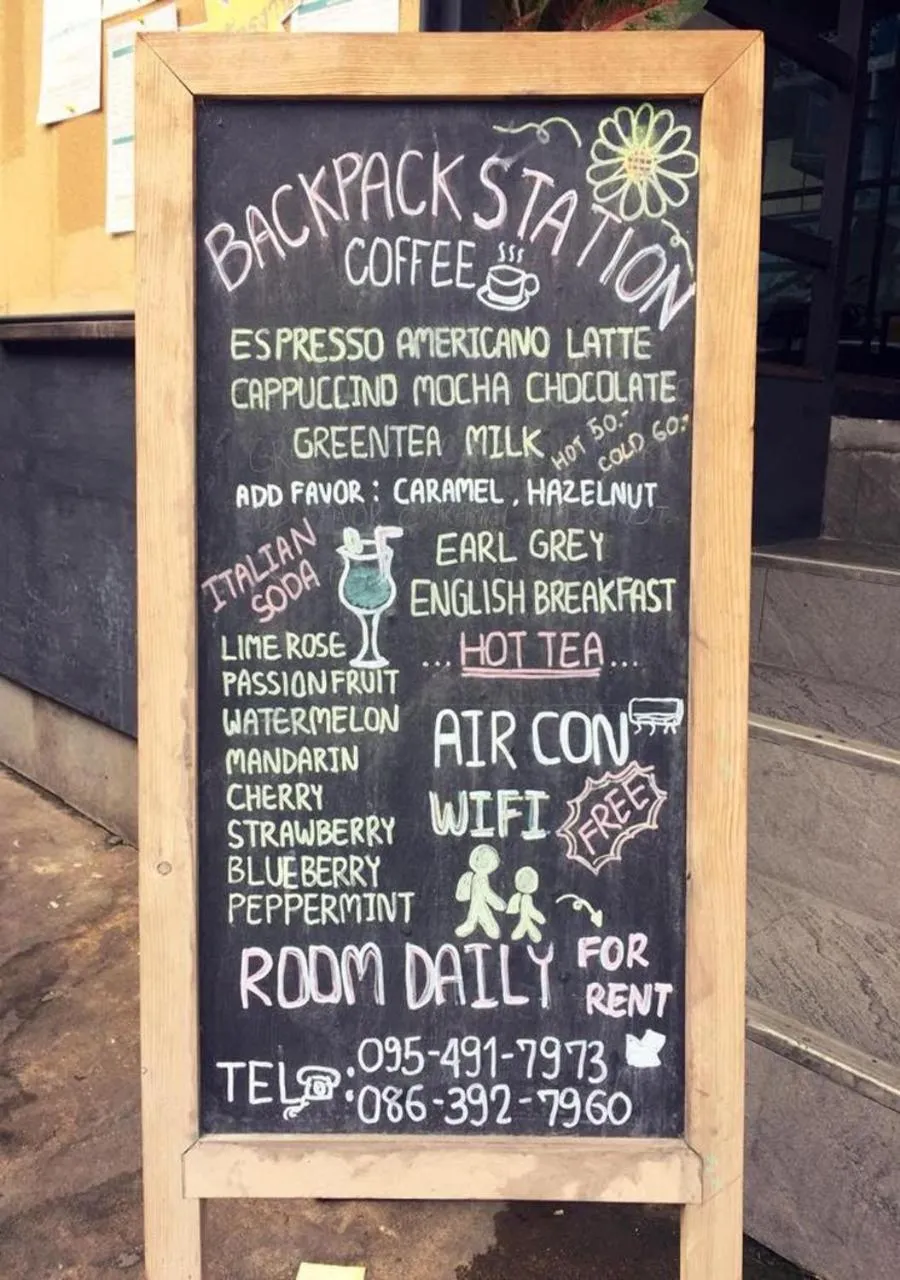 BACKPACK STATION
COFFEE
ESPRESSO AMERICANO LATTE
CAPPUCCINO MOCHA CHOCOLATE
GREENTEA MILK
HOT 50.-
COLD 60.-
ADD FAVOR : CARAMEL , HAZELNUT
ITALIAN
SODA
LIME ROSE
PASSIONFRUIT
WATERMELON
MANDARIN
CHERRY
STRAWBERRY
BLUEBERRY
PEPPERMINT
EARL GREY
ENGLISH BREAKFAST
... HOT TEA ...
AIR CON
WIFI FREE
ROOM DAILY FOR
RENT
TEL : 095-491-7973
: 086-392-7960